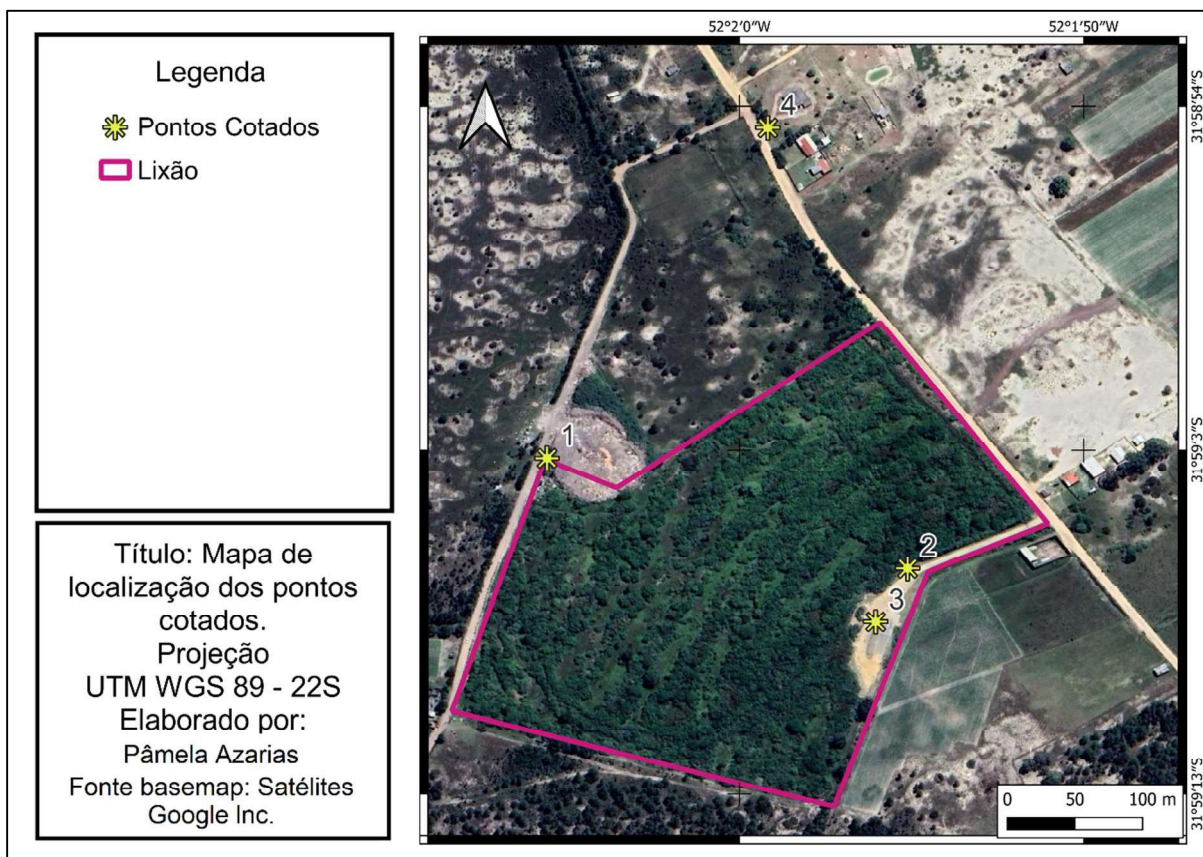 Legenda
Pontos Cotados
Lixão
Título: Mapa de
localização dos pontos
cotados.
Projeção
UTM WGS 89 - 22S
Elaborado por:
Pâmela Azarias
Fonte basemap: Satélites
Google Inc.
52°2′0″W
52°1′50″W
31°58′54″S
31°59′3″S
31°59′13″S
4
1
2
3
0 50 100 m